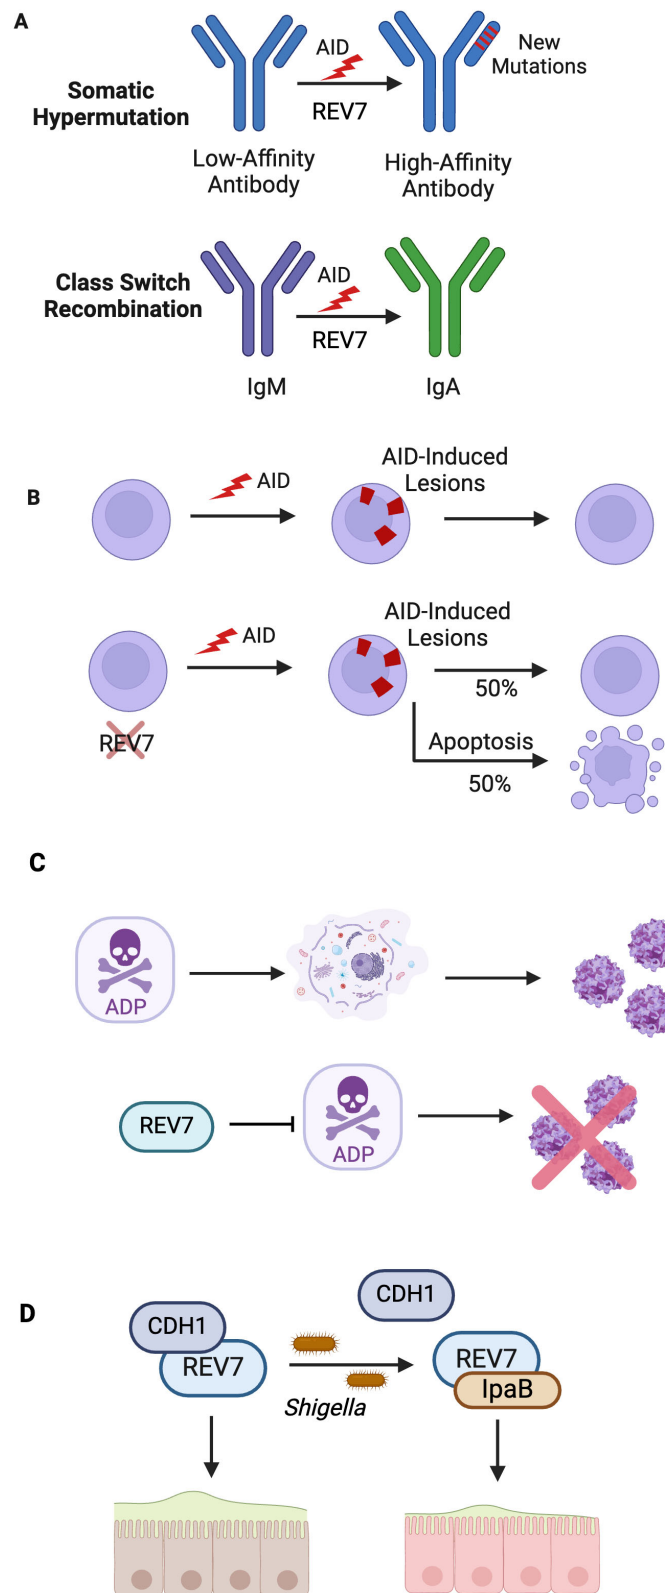 A
Somatic
Hypermutation
AID
REV7
New
Mutations
Low-Affinity
Antibody
High-Affinity
Antibody
Class Switch
Recombination
AID
REV7
IgM
IgA
B
AID
AID-Induced
Lesions
AID
AID-Induced
Lesions
50%
REV7
Apoptosis
50%
C
ADP
REV7
ADP
D
CDH1
REV7
Shigella
CDH1
REV7
IpaB